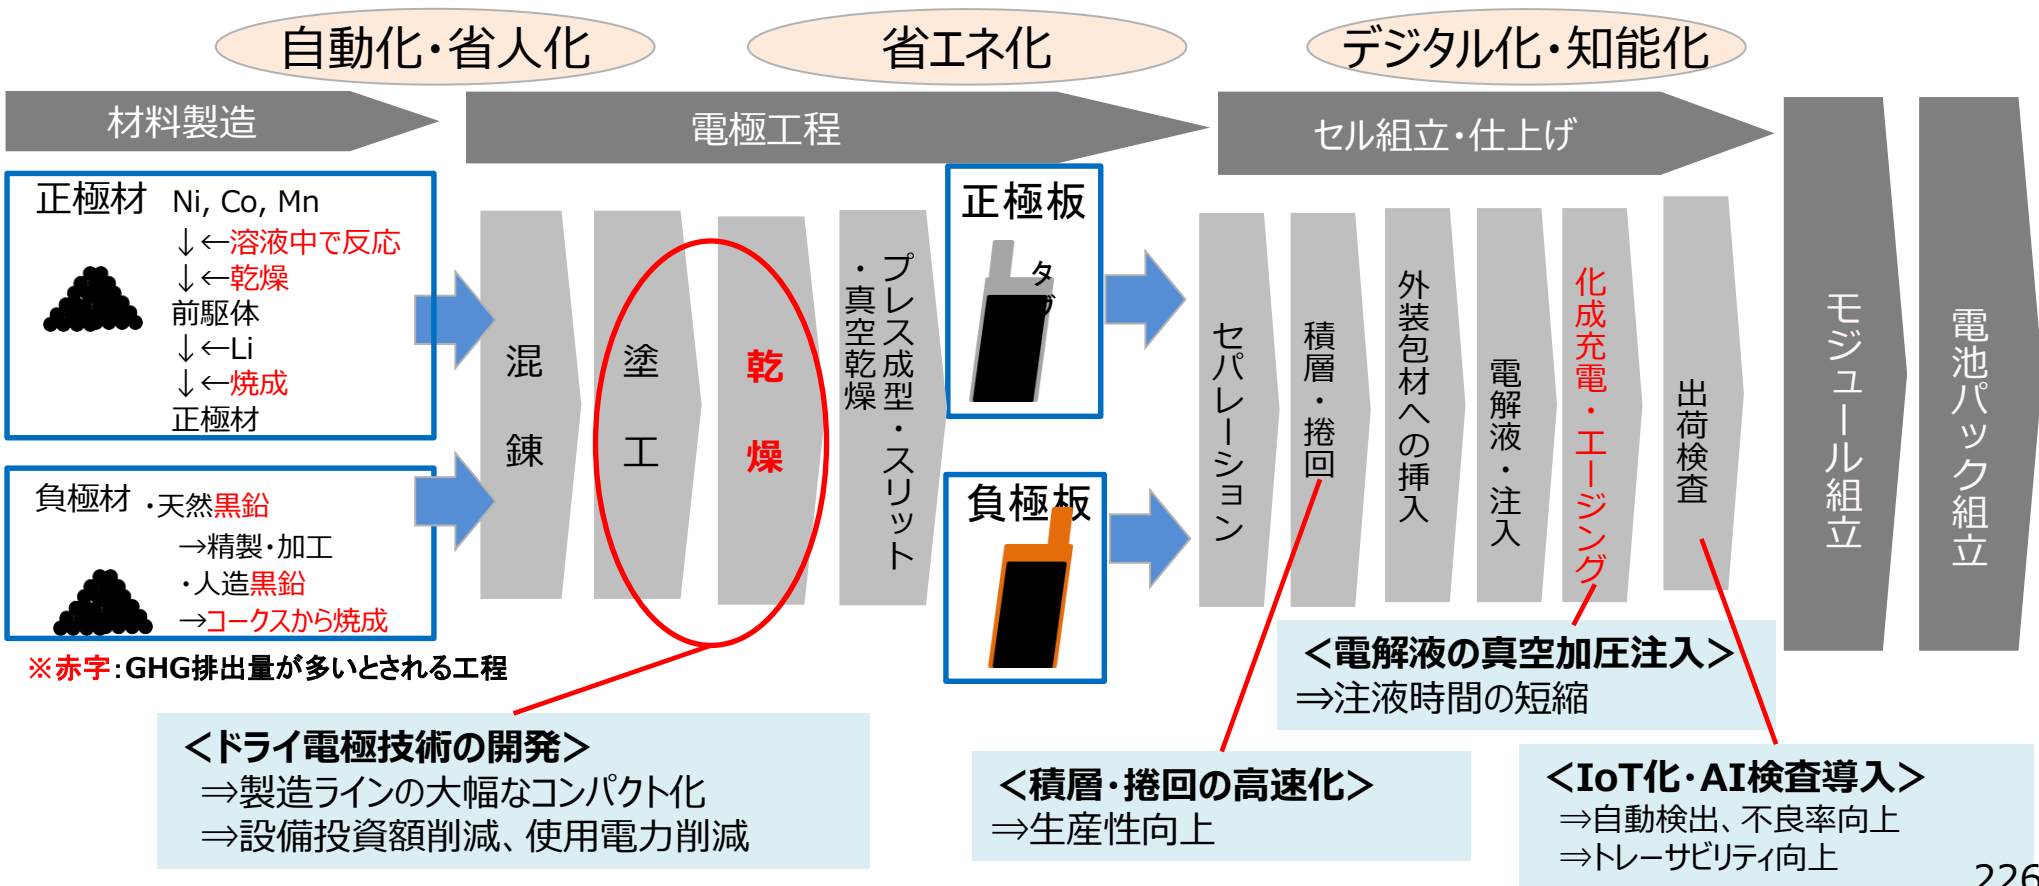 自動化・省人化
省エネ化
デジタル化・知能化
材料製造
電極工程
セル組立・仕上げ
モジュール組立
電池パック組立
正極材
Ni, Co, Mn
↓←溶液中で反応
↓←乾燥
前駆体
↓←Li
↓←焼成
正極材
負極材
・天然黒鉛
→精製・加工
・人造黒鉛
→コークスから焼成
※赤字：GHG排出量が多いとされる工程
混錬
塗工
乾燥
プレス成型・スリット
・真空乾燥
正極板
タブ
負極板
セパレーション
積層・捲回
外装包材への挿入
電解液・注入
化成充電・エージング
出荷検査
＜ドライ電極技術の開発＞
⇒製造ラインの大幅なコンパクト化
⇒設備投資額削減、使用電力削減
＜積層・捲回の高速化＞
⇒生産性向上
＜電解液の真空加圧注入＞
⇒注液時間の短縮
＜IoT化・AI検査導入＞
⇒自動検出、不良率向上
⇒トレーサビリティ向上
226